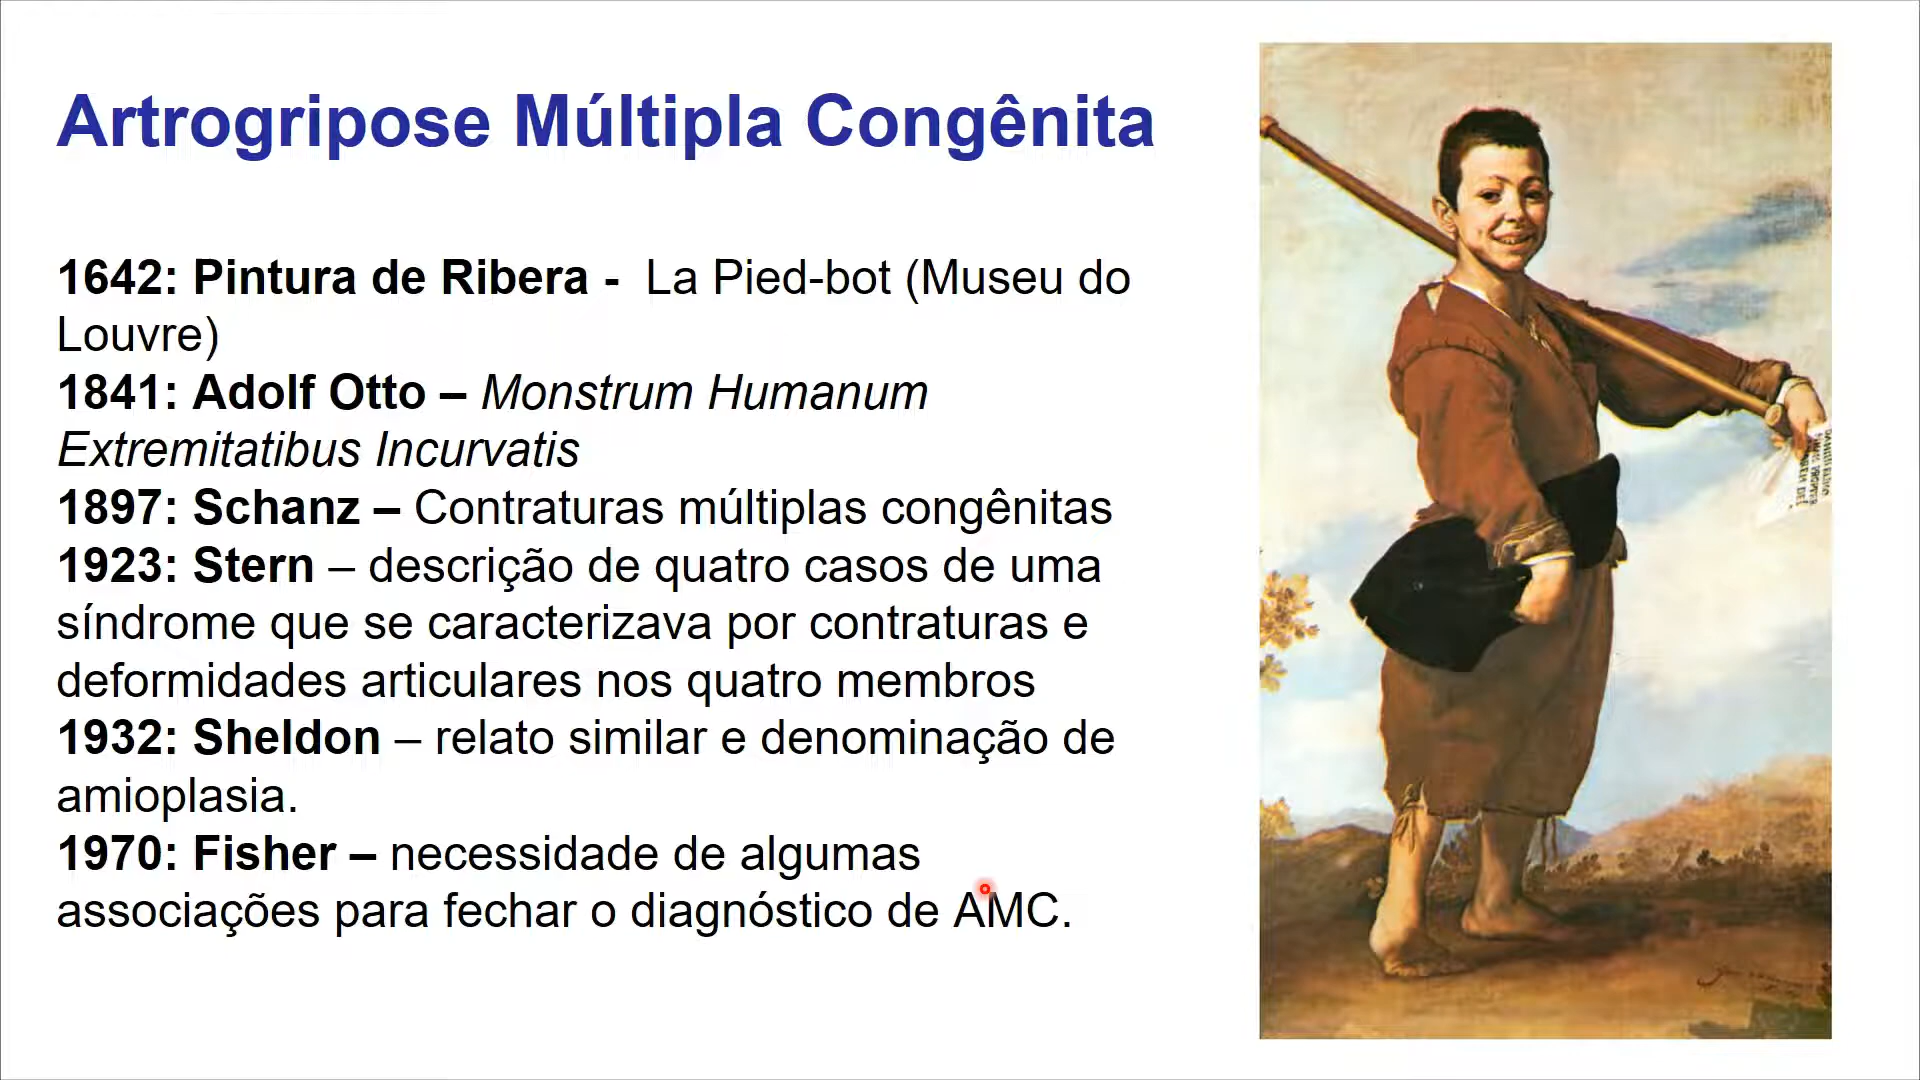 Artrogripose Múltipla Congênita
1642: Pintura de Ribera - La Pied-bot (Museu do
Louvre)
1841: Adolf Otto – Monstrum Humanum
Extremitatibus Incurvatis
1897: Schanz – Contraturas múltiplas congênitas
1923: Stern – descrição de quatro casos de uma
síndrome que se caracterizava por contraturas e
deformidades articulares nos quatro membros
1932: Sheldon – relato similar e denominação de
amioplasia.
1970: Fisher – necessidade de algumas
associações para fechar o diagnóstico de AMC.